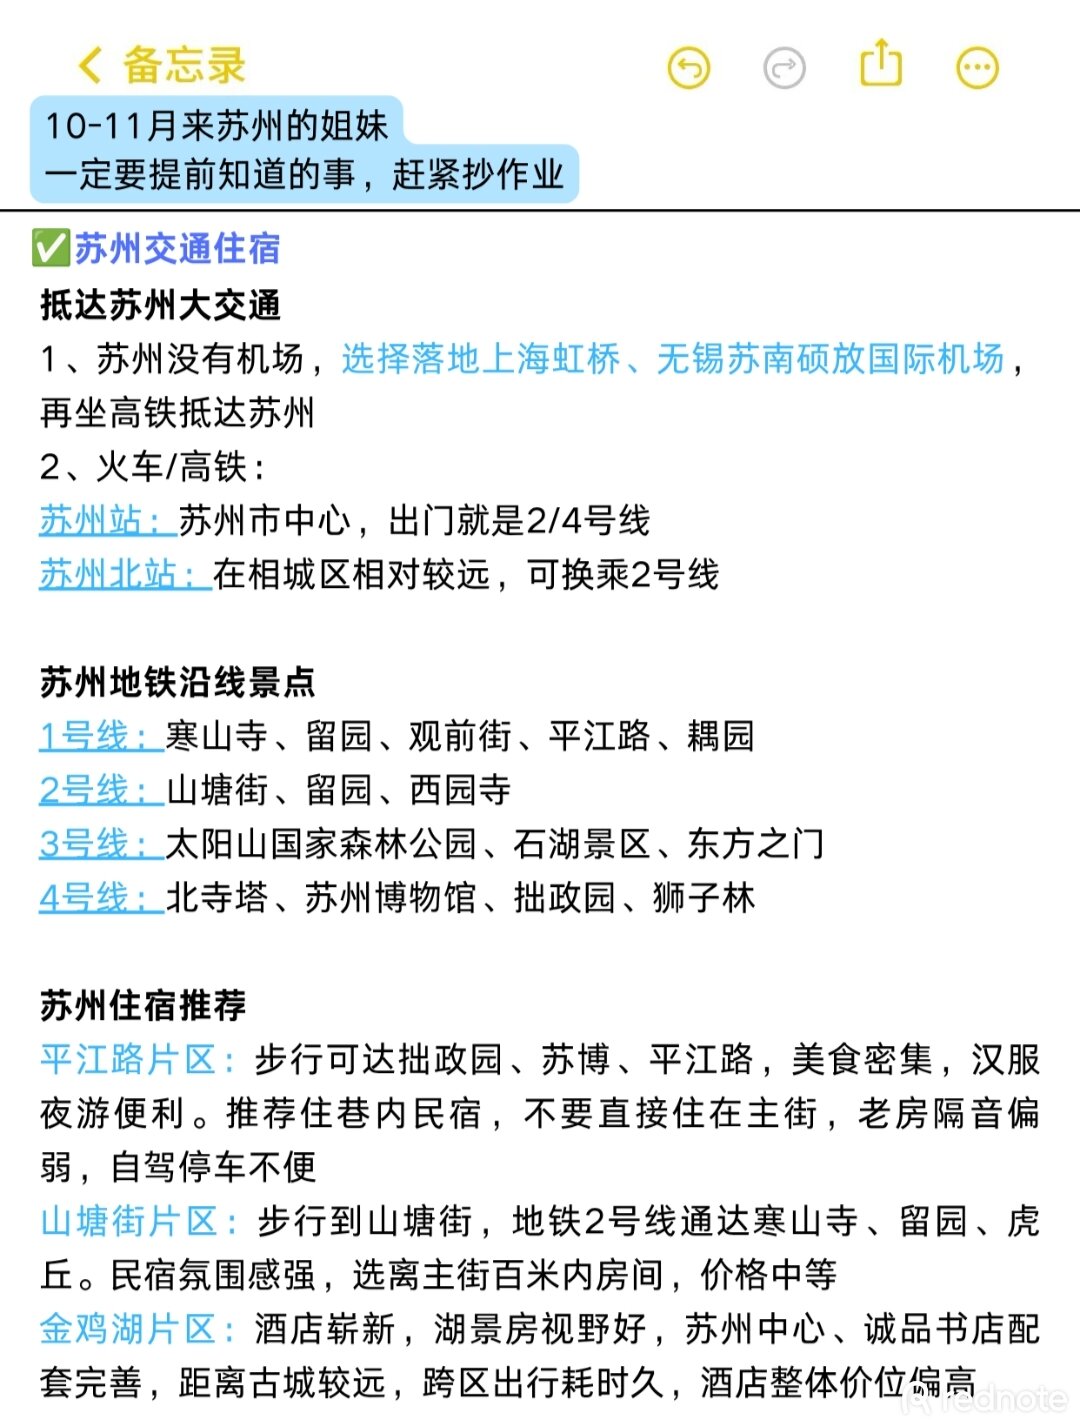 备忘录
10-11月来苏州的姐妹
一定要提前知道的事，赶紧抄作业
✅苏州交通住宿
抵达苏州大交通
1、苏州没有机场，选择落地上海虹桥、无锡苏南硕放国际机场，
再坐高铁抵达苏州
2、火车/高铁：
苏州站：苏州市中心，出门就是2/4号线
苏州北站：在相城区相对较远，可换乘2号线
苏州地铁沿线景点
1号线：寒山寺、留园、观前街、平江路、耦园
2号线：山塘街、留园、西园寺
3号线：太阳山国家森林公园、石湖景区、东方之门
4号线：北寺塔、苏州博物馆、拙政园、狮子林
苏州住宿推荐
平江路片区：步行可达拙政园、苏博、平江路，美食密集，汉服
夜游便利。推荐住巷内民宿，不要直接住在主街，老房隔音偏
弱，自驾停车不便
山塘街片区：步行到山塘街，地铁2号线通达寒山寺、留园、虎
丘。民宿氛围感强，选离主街百米内房间，价格中等
金鸡湖片区：酒店崭新，湖景房视野好，苏州中心、诚品书店配
套完善，距离古城较远，跨区出行耗时久，酒店整体价位偏高
rednote